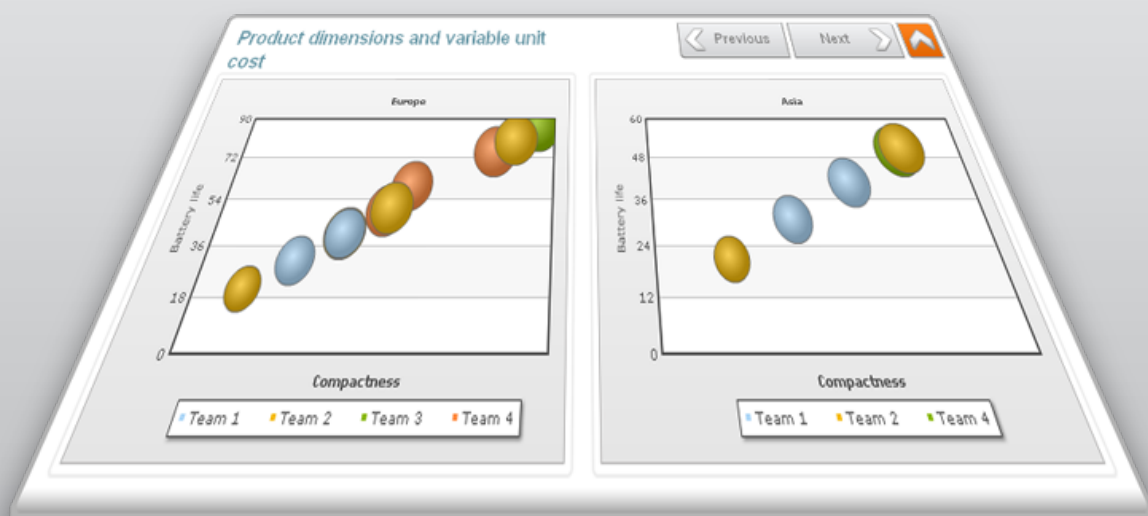 Product dimensions and variable unit
cost
Previous
Next
Europe
90
72
54
36
18
0
Battery life
Compactness
Team 1
Team 2
Team 3
Team 4
Asia
60
48
36
24
12
0
Battery life
Compactness
Team 1
Team 2
Team 4